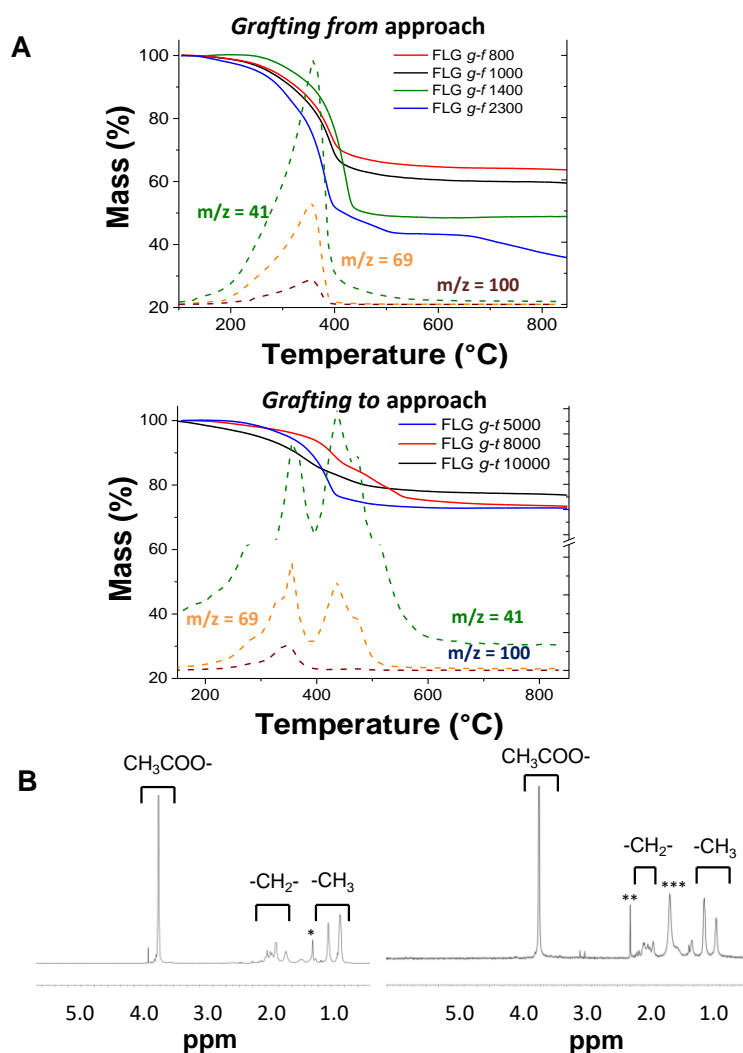 Grafting from approach
A
FLG g-f 800
FLG g-f 1000
FLG g-f 1400
FLG g-f 2300
100
80
60
40
20
Mass (%)
m/z = 41
m/z = 69
m/z = 100
200 400 600 800
Temperature (°C)
Grafting to approach
FLG g-t 5000
FLG g-t 8000
FLG g-t 10000
100
80
60
40
20
Mass (%)
m/z = 69
m/z = 41
m/z = 100
200 400 600 800
Temperature (°C)
B
CH₃COO-
-CH₂-
-CH₃
*
5.0 4.0 3.0 2.0 1.0
ppm
CH₃COO-
-CH₂-
-CH₃
**
***
5.0 4.0 3.0 2.0 1.0
ppm